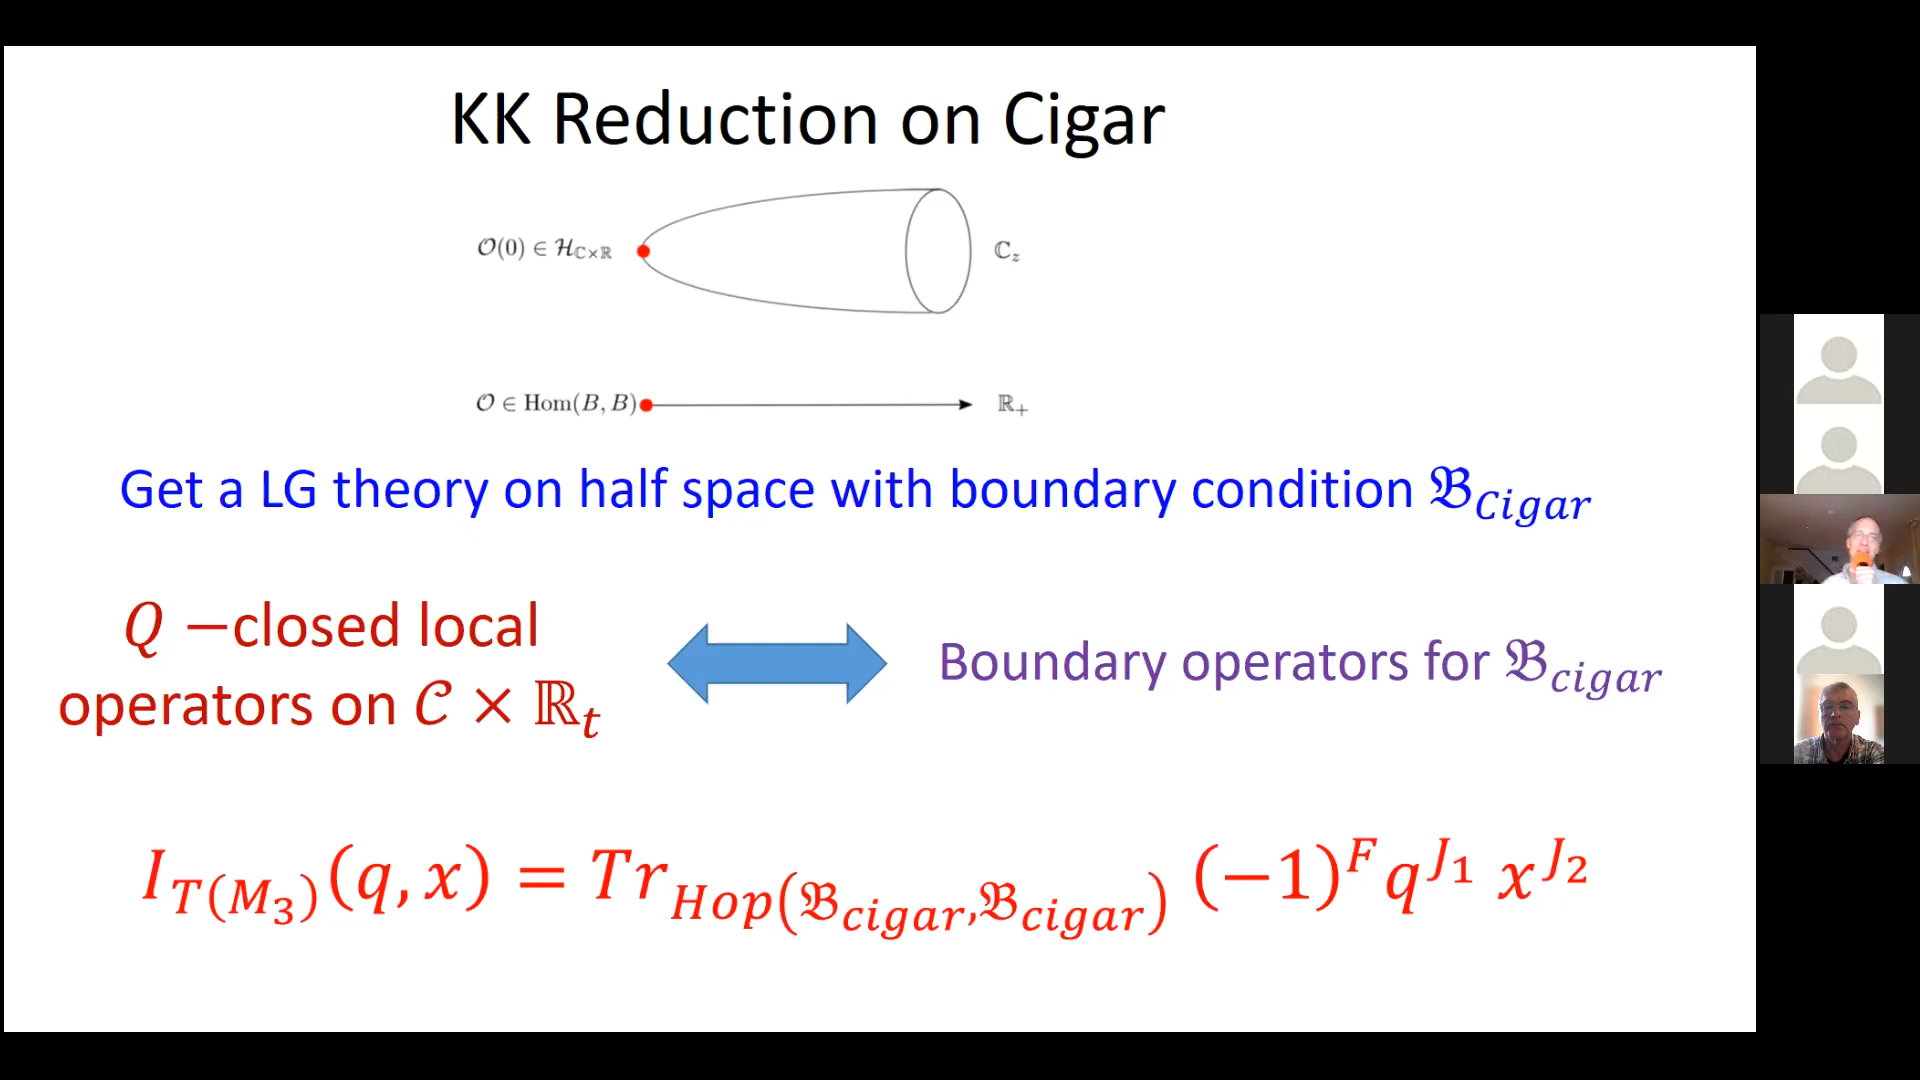 KK Reduction on Cigar
𝒪(0) ∈ ℋ_{ℂ×ℝ}
ℂ_z
𝒪 ∈ Hom(B, B)
ℝ_+
Get a LG theory on half space with boundary condition 𝔅_{Cigar}
Q −closed local
operators on 𝒞 × ℝ_t
Boundary operators for 𝔅_{cigar}
I_{T(M_3)}(q, x) = Tr_{Hop(𝔅_{cigar},𝔅_{cigar})} (−1)^F q^{J_1} x^{J_2}